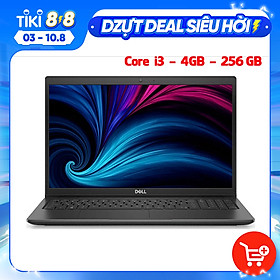 TIKI 8‧8
03 – 10.8
DZỰT DEAL SIÊU HỜI
Core i3 – 4GB – 256 GB
DELL